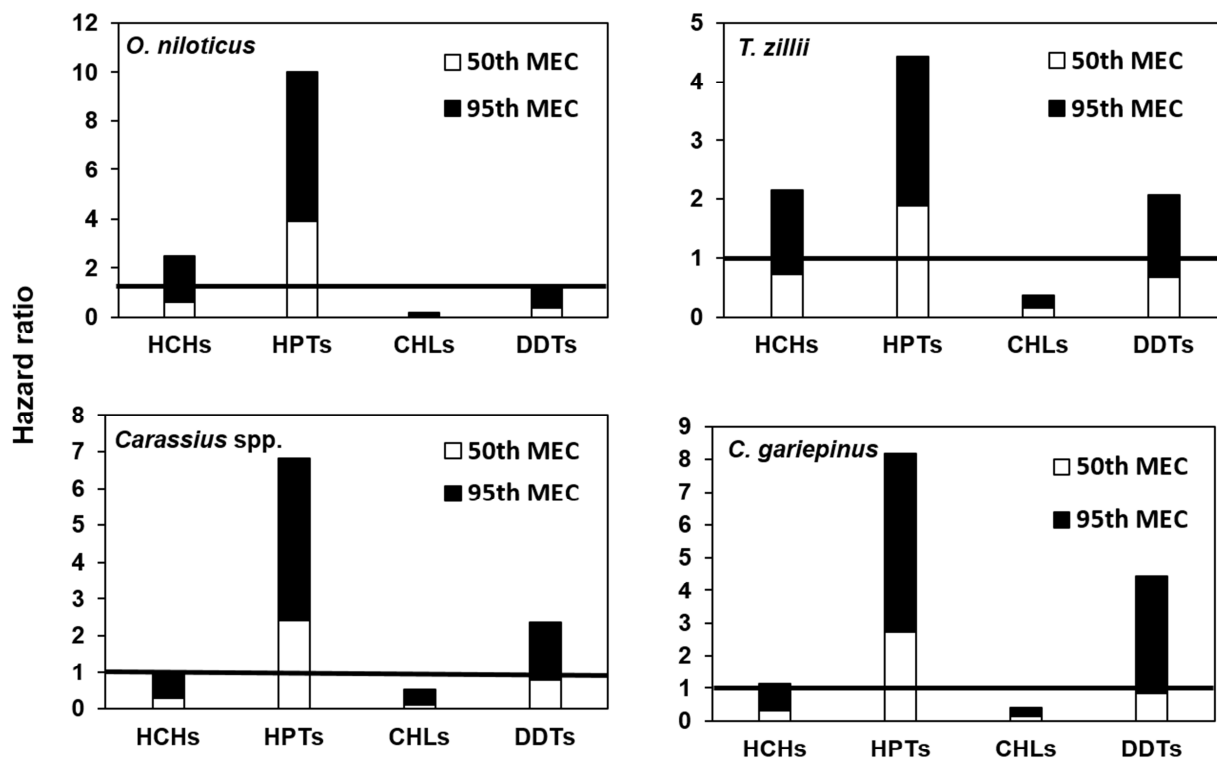 Hazard ratio
O. niloticus
50th MEC
95th MEC
12
10
8
6
4
2
0
HCHs HPTs CHLs DDTs
T. zillii
50th MEC
95th MEC
5
4
3
2
1
0
HCHs HPTs CHLs DDTs
Carassius spp.
50th MEC
95th MEC
8
7
6
5
4
3
2
1
0
HCHs HPTs CHLs DDTs
C. gariepinus
50th MEC
95th MEC
9
8
7
6
5
4
3
2
1
0
HCHs HPTs CHLs DDTs